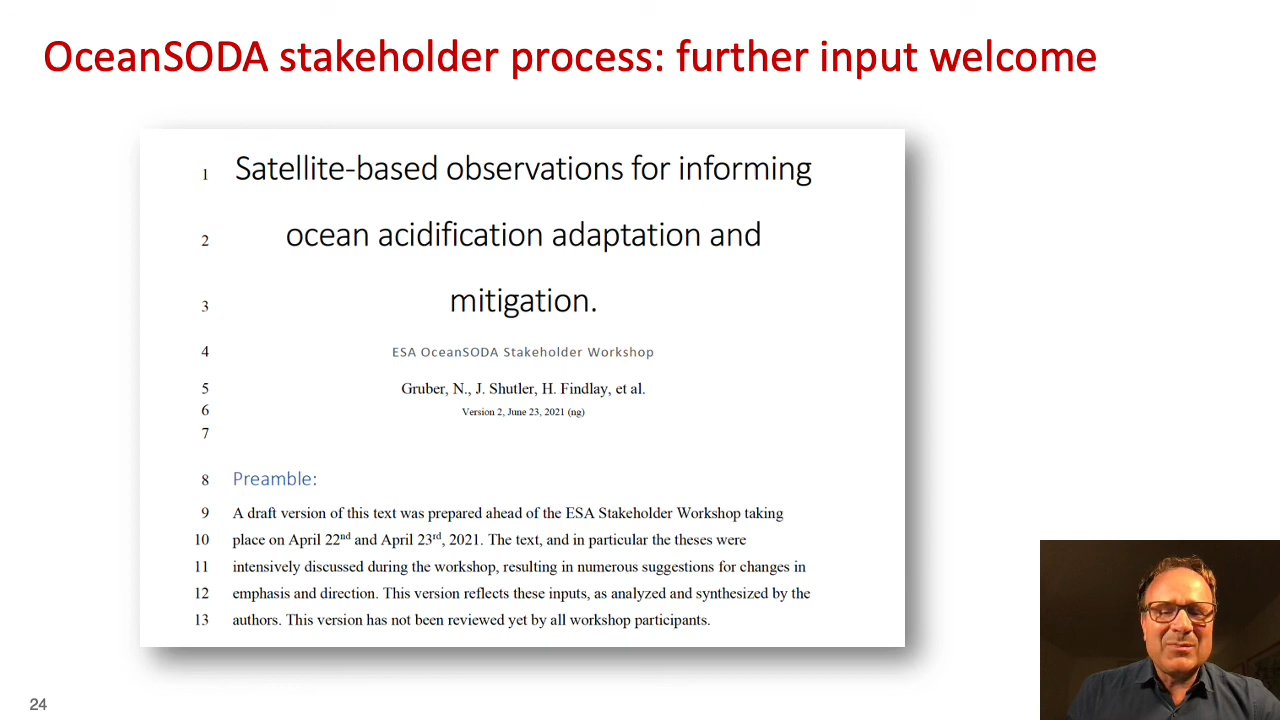 OceanSODA stakeholder process: further input welcome
1 Satellite-based observations for informing
2 ocean acidification adaptation and
3 mitigation.
4 ESA OceanSODA Stakeholder Workshop
5 Gruber, N., J. Shutler, H. Findlay, et al.
6 Version 2, June 23, 2021 (ng)
7
8 Preamble:
9 A draft version of this text was prepared ahead of the ESA Stakeholder Workshop taking
10 place on April 22nd and April 23rd, 2021. The text, and in particular the theses were
11 intensively discussed during the workshop, resulting in numerous suggestions for changes in
12 emphasis and direction. This version reflects these inputs, as analyzed and synthesized by the
13 authors. This version has not been reviewed yet by all workshop participants.
24